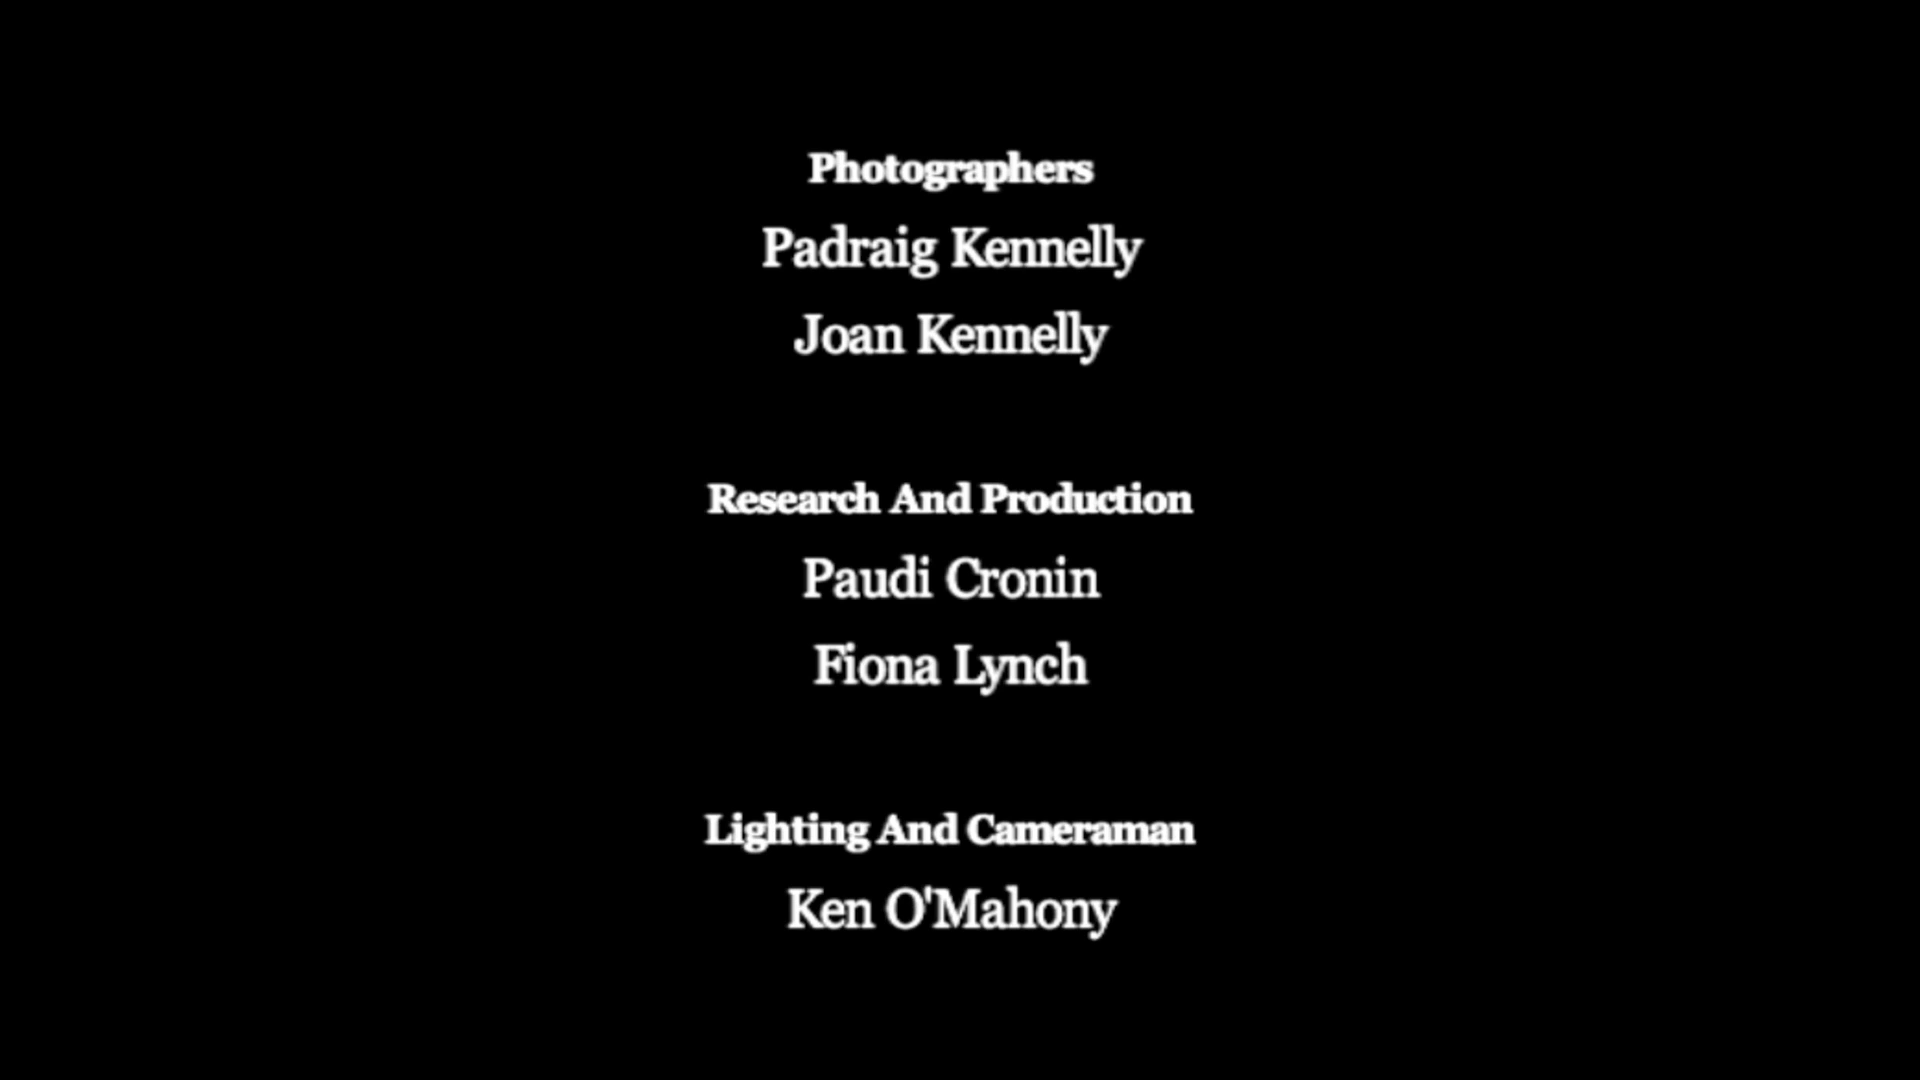 Photographers
Padraig Kennelly
Joan Kennelly
Research And Production
Paudi Cronin
Fiona Lynch
Lighting And Cameraman
Ken O'Mahony